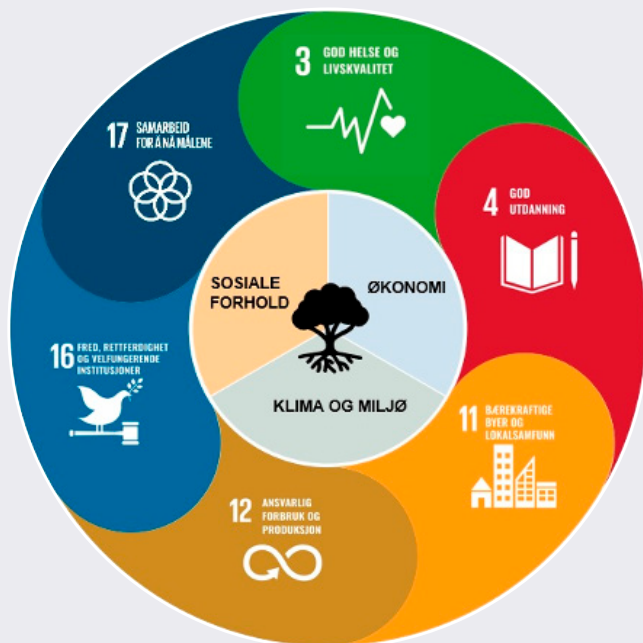 3 GOD HELSE OG
LIVSKVALITET
4 GOD
UTDANNING
11 BÆREKRAFTIGE
BYER OG
LOKALSAMFUNN
12 ANSVARLIG
FORBRUK OG
PRODUKSJON
16 FRED, RETTFERDIGHET
OG VELFUNGERENDE
INSTITUSJONER
17 SAMARBEID
FOR Å NÅ MÅLENE
SOSIALE
FORHOLD
ØKONOMI
KLIMA OG MILJØ